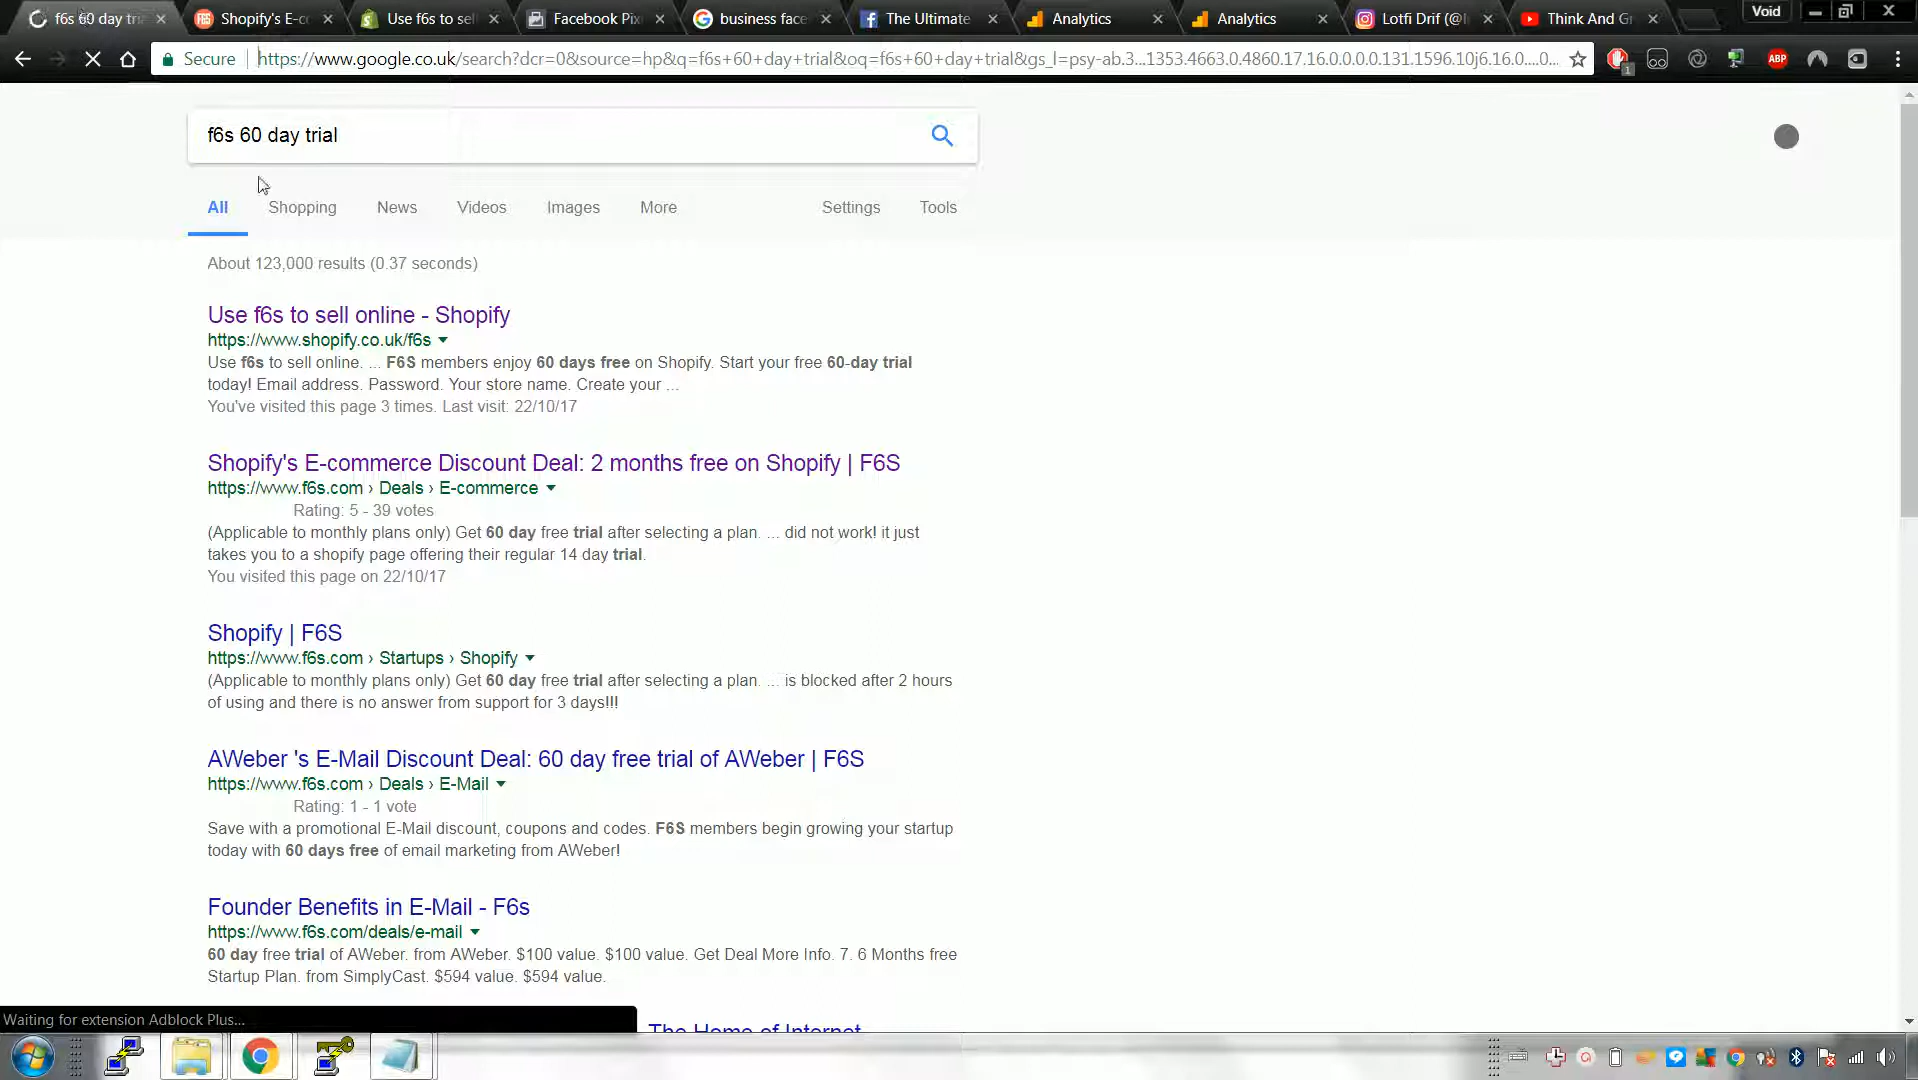 f6s 60 day tria
Shopify's E-co
Use f6s to sel
Facebook Pix
business face
The Ultimate
Analytics
Analytics
Lotfi Drif (@l
Think And Gr
Void
Secure
https://www.google.co.uk/search?dcr=0&source=hp&q=f6s+60+day+trial&oq=f6s+60+day+trial&gs_l=psy-ab.3...1353.4663.0.4860.17.16.0.0.0.0.131.1596.10j6.16.0....0...
1
ABP
f6s 60 day trial
All Shopping News Videos Images More Settings Tools
About 123,000 results (0.37 seconds)
Use f6s to sell online - Shopify
https://www.shopify.co.uk/f6s
Use f6s to sell online. ... F6S members enjoy 60 days free on Shopify. Start your free 60-day trial
today! Email address. Password. Your store name. Create your ...
You've visited this page 3 times. Last visit: 22/10/17
Shopify's E-commerce Discount Deal: 2 months free on Shopify | F6S
https://www.f6s.com › Deals › E-commerce
Rating: 5 - 39 votes
(Applicable to monthly plans only) Get 60 day free trial after selecting a plan. ... did not work! it just
takes you to a shopify page offering their regular 14 day trial.
You visited this page on 22/10/17
Shopify | F6S
https://www.f6s.com › Startups › Shopify
(Applicable to monthly plans only) Get 60 day free trial after selecting a plan. ... is blocked after 2 hours
of using and there is no answer from support for 3 days!!!
AWeber 's E-Mail Discount Deal: 60 day free trial of AWeber | F6S
https://www.f6s.com › Deals › E-Mail
Rating: 1 - 1 vote
Save with a promotional E-Mail discount, coupons and codes. F6S members begin growing your startup
today with 60 days free of email marketing from AWeber!
Founder Benefits in E-Mail - F6s
https://www.f6s.com/deals/e-mail
60 day free trial of AWeber. from AWeber. $100 value. $100 value. Get Deal More Info. 7. 6 Months free
Startup Plan. from SimplyCast. $594 value. $594 value.
The Home of Internet
Waiting for extension Adblock Plus...